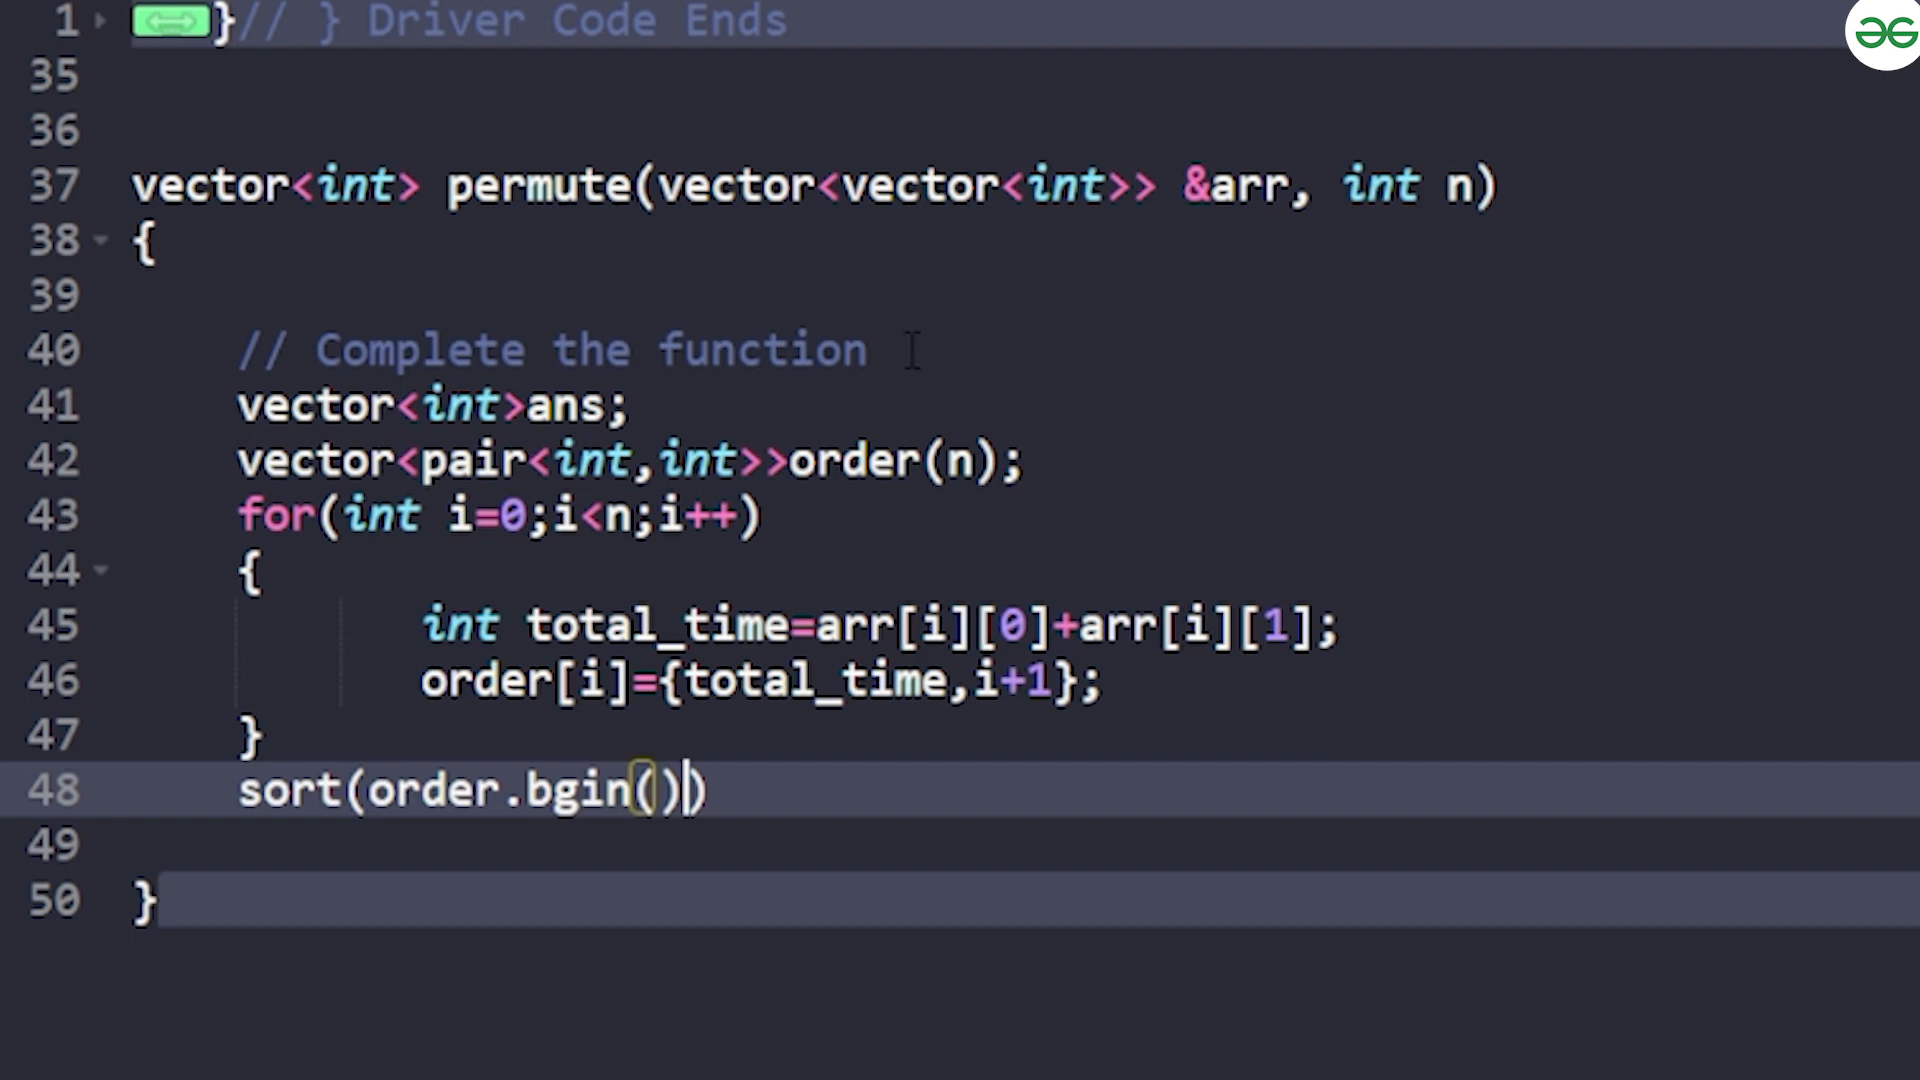 1 }// } Driver Code Ends
35
36
37 vector<int> permute(vector<vector<int>> &arr, int n)
38 {
39
40 // Complete the function
41 vector<int>ans;
42 vector<pair<int,int>>order(n);
43 for(int i=0;i<n;i++)
44 {
45 int total_time=arr[i][0]+arr[i][1];
46 order[i]={total_time,i+1};
47 }
48 sort(order.bgin())
49
50 }